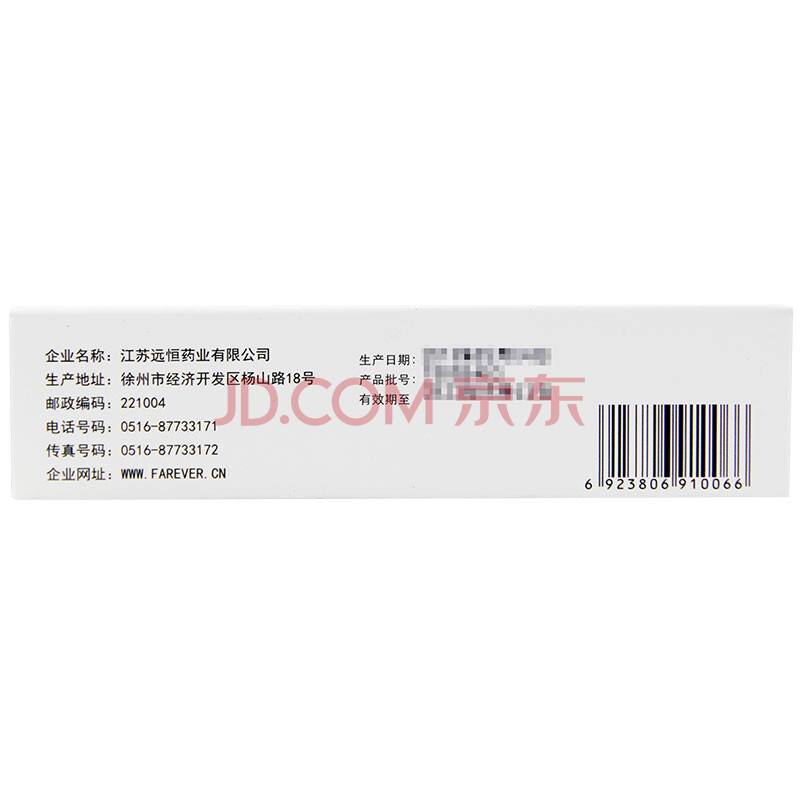 企业名称：江苏远恒药业有限公司
生产地址：徐州市经济开发区杨山路18号
邮政编码：221004
电话号码：0516-87733171
传真号码：0516-87733172
企业网址：WWW.FAREVER.CN
生产日期：
产品批号：
有效期至
JD.COM 京东
6 923806 910066